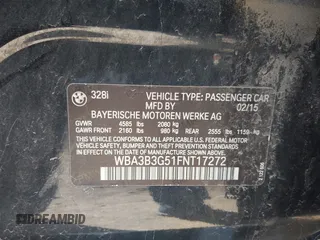 BMW
328i
VEHICLE TYPE: PASSENGER CAR
MFD BY 02/15
BAYERISCHE MOTOREN WERKE AG
GVWR 4585 lbs 2080 kg
GAWR FRONT 2160 lbs 980 kg REAR 2555 lbs 1159 kg
THIS VEHICLE CONFORMS TO ALL APPLICABLE U.S. FEDERAL MOTOR
VEHICLE SAFETY, BUMPER, AND THEFT PREVENTION STANDARDS
IN EFFECT ON THE DATE OF MANUFACTURE SHOWN ABOVE.
WBA3B3G51FNT17272
DREAMBID